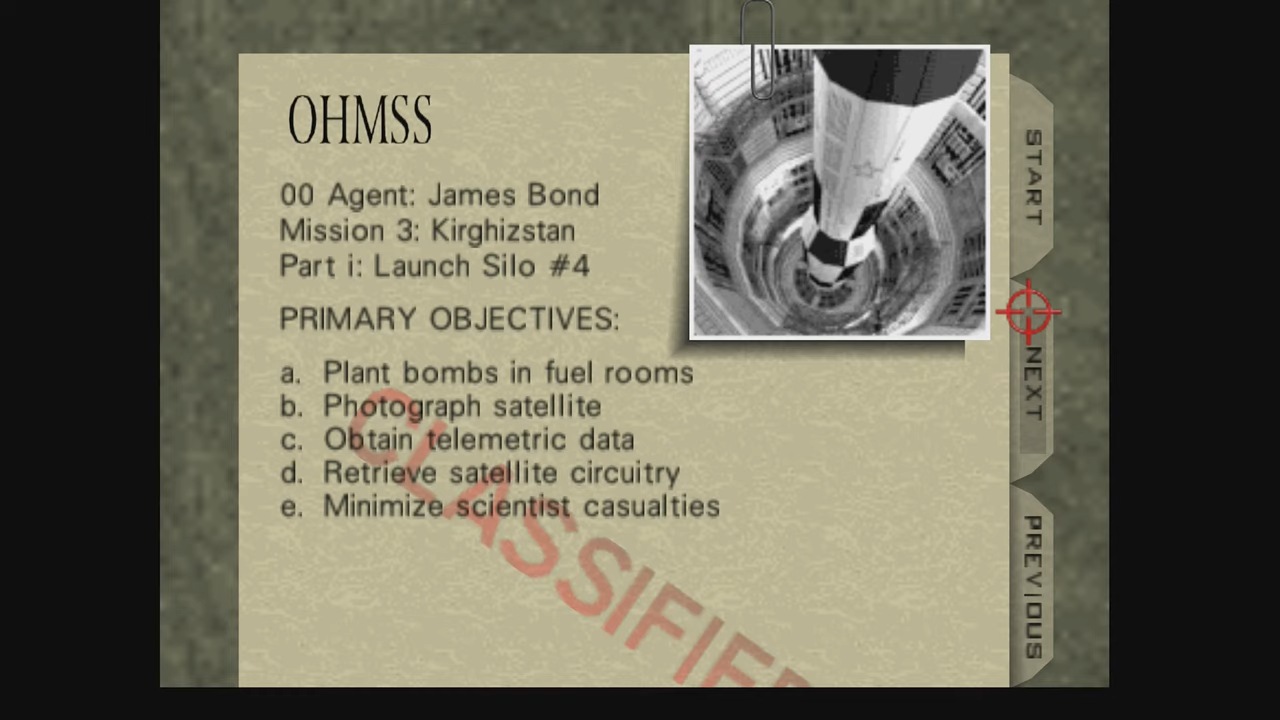 OHMSS
00 Agent: James Bond
Mission 3: Kirghizstan
Part i: Launch Silo #4
PRIMARY OBJECTIVES:
a. Plant bombs in fuel rooms
b. Photograph satellite
c. Obtain telemetric data
d. Retrieve satellite circuitry
e. Minimize scientist casualties
CLASSIFIED
START
NEXT
PREVIOUS